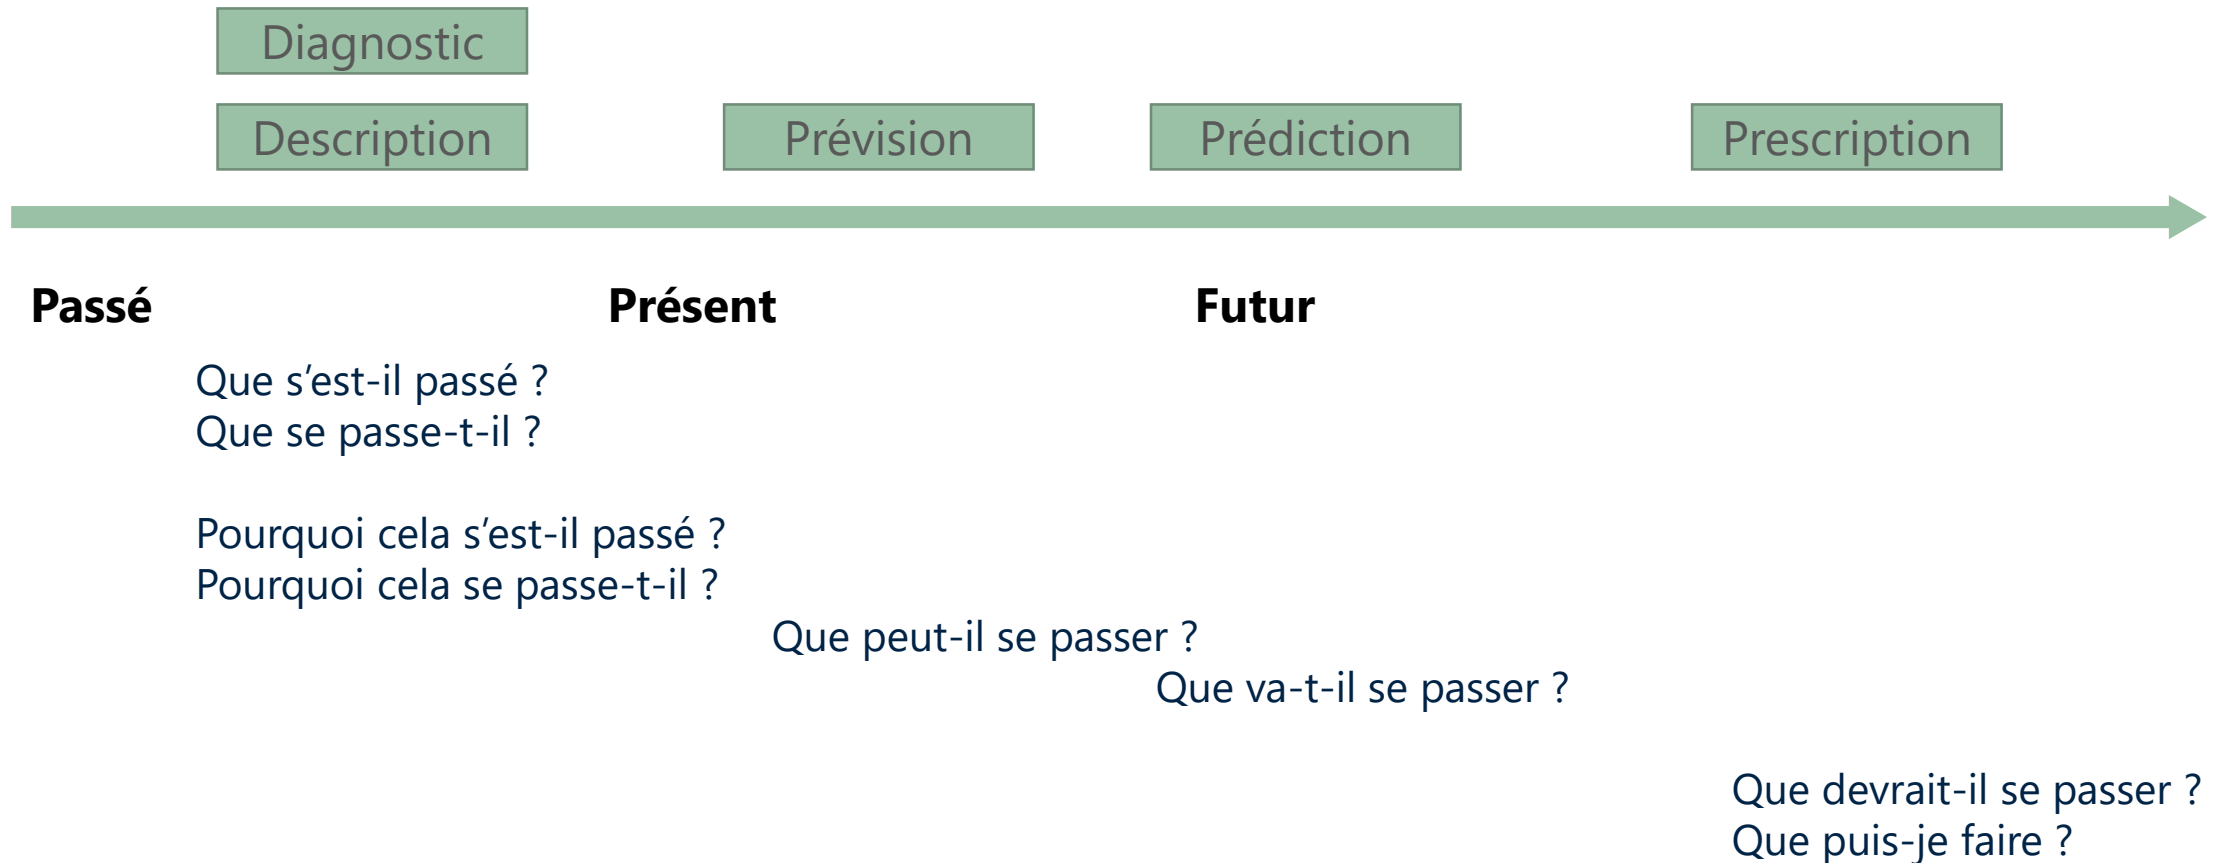 Diagnostic
Description
Prévision
Prédiction
Prescription
Passé
Présent
Futur
Que s’est-il passé ?
Que se passe-t-il ?
Pourquoi cela s’est-il passé ?
Pourquoi cela se passe-t-il ?
Que peut-il se passer ?
Que va-t-il se passer ?
Que devrait-il se passer ?
Que puis-je faire ?